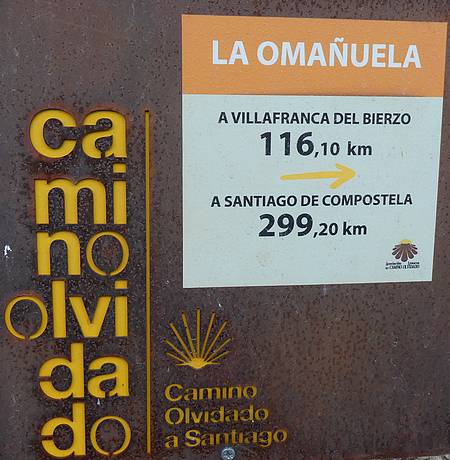 LA OMAÑUELA
A VILLAFRANCA DEL BIERZO
116,10 km
A SANTIAGO DE COMPOSTELA
299,20 km
ca
mi
no
olvi
da
do
Camino
Olvidado
a Santiago